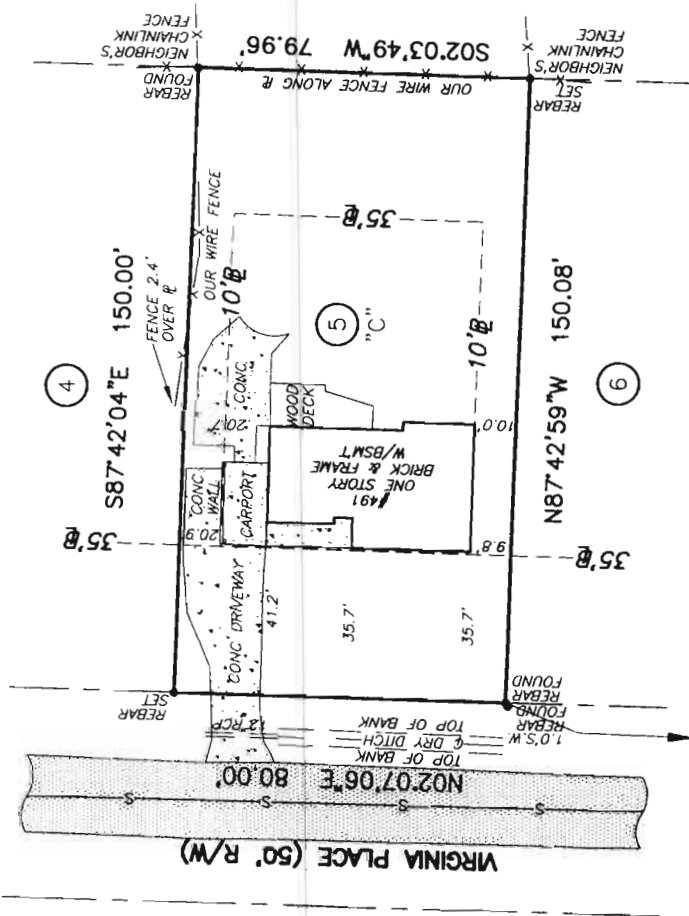 NEIGHBOR'S
CHAINLINK
FENCE
REBAR
FOUND
S02°03'49"W 79.96'
OUR WIRE FENCE ALONG ℄
NEIGHBOR'S
CHAINLINK
FENCE
REBAR
SET
4
S87°42'04"E 150.00'
FENCE 2.4'
OVER ℄
OUR WIRE FENCE
35'
10'
5
"C"
10'
N87°42'59"W 150.08'
6
20.7'
CONC
WOOD
DECK
CONC
WALL
20.9'
CARPORT
#491
ONE STORY
BRICK & FRAME
W/BSM'T
10.0'
9.8'
35'
35'
CONC DRIVEWAY
41.2'
35.7'
35.7'
REBAR
SET
REBAR
FOUND
REBAR
FOUND
1.0' S.W.
12" RCP
TOP OF BANK
℄ DRY DITCH
TOP OF BANK
N02°07'06"E 80.00'
S
S
S
S
VIRGINIA PLACE (50' R/W)